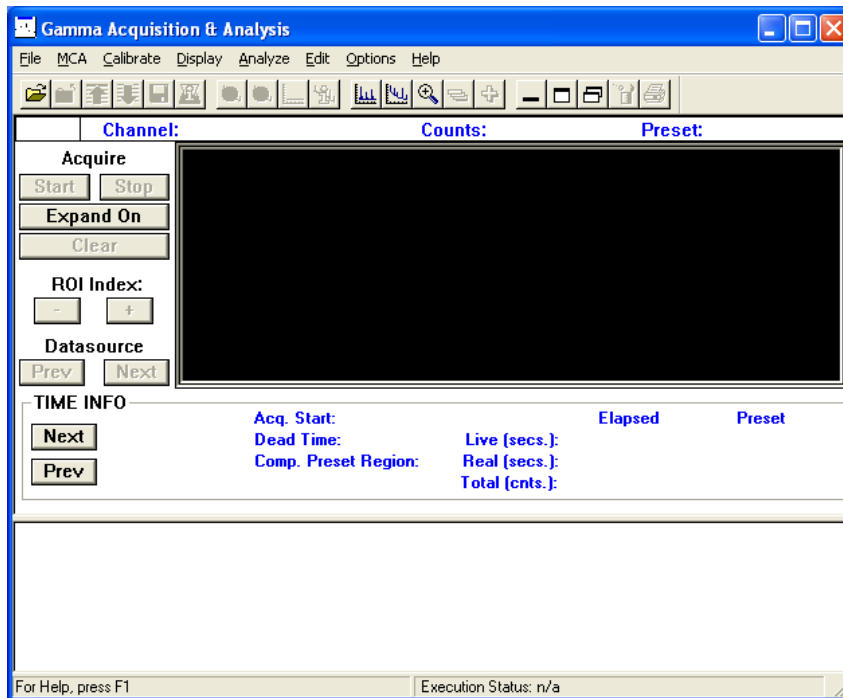 Gamma Acquisition & Analysis
File MCA Calibrate Display Analyze Edit Options Help
Channel: Counts: Preset:
Acquire
Start Stop
Expand On
Clear
ROI Index:
- +
Datasource
Prev Next
TIME INFO
Acq. Start: Elapsed Preset
Next
Dead Time: Live (secs.):
Comp. Preset Region: Real (secs.):
Prev
Total (cnts.):
For Help, press F1 Execution Status: n/a